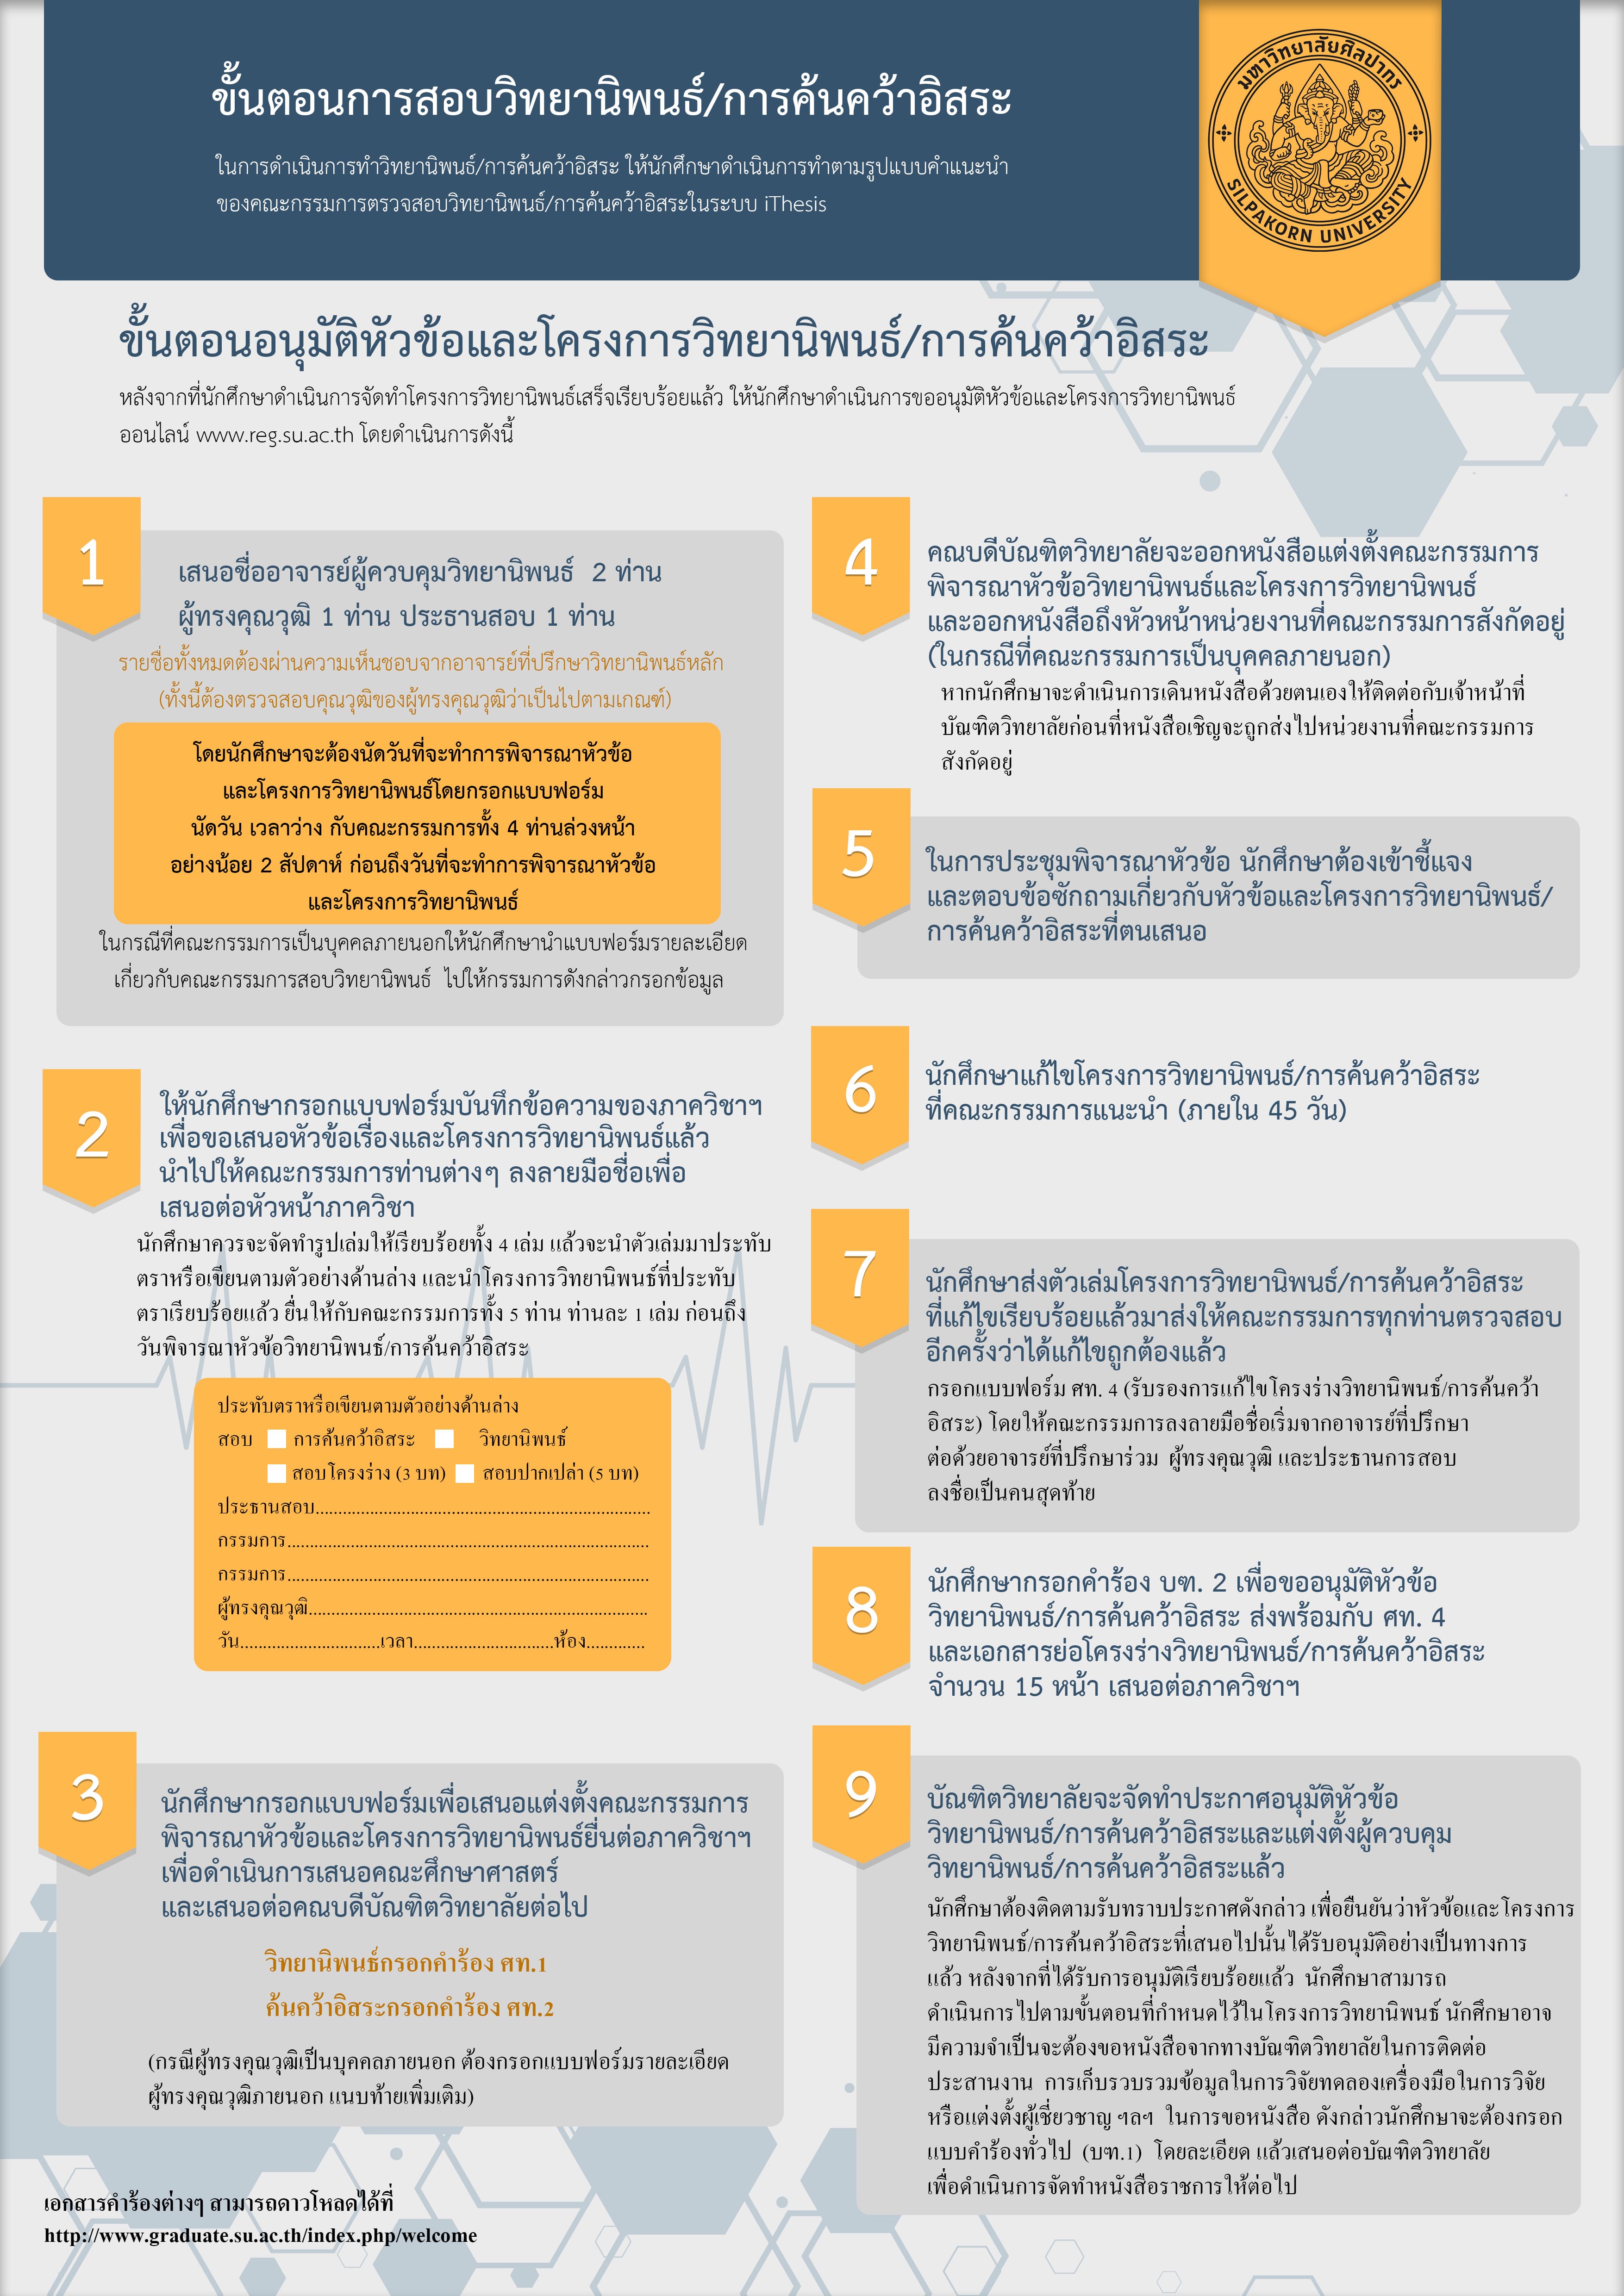 ขั้นตอนการสอบวิทยานิพนธ์/การค้นคว้าอิสระ
ในการดำเนินการทำวิทยานิพนธ์/การค้นคว้าอิสระ ให้นักศึกษาดำเนินการทำตามรูปแบบคำแนะนำ
ของคณะกรรมการตรวจสอบวิทยานิพนธ์/การค้นคว้าอิสระในระบบ iThesis
มหาวิทยาลัยศิลปากร
SILPAKORN UNIVERSITY
ขั้นตอนอนุมัติหัวข้อและโครงการวิทยานิพนธ์/การค้นคว้าอิสระ
หลังจากที่นักศึกษาดำเนินการจัดทำโครงการวิทยานิพนธ์เสร็จเรียบร้อยแล้ว ให้นักศึกษาดำเนินการขออนุมัติหัวข้อและโครงการวิทยานิพนธ์
ออนไลน์ www.reg.su.ac.th โดยดำเนินการดังนี้
1
เสนอชื่ออาจารย์ผู้ควบคุมวิทยานิพนธ์ 2 ท่าน
ผู้ทรงคุณวุฒิ 1 ท่าน ประธานสอบ 1 ท่าน
รายชื่อทั้งหมดต้องผ่านความเห็นชอบจากอาจารย์ที่ปรึกษาวิทยานิพนธ์หลัก
(ทั้งนี้ต้องตรวจสอบคุณวุฒิของผู้ทรงคุณวุฒิว่าเป็นไปตามเกณฑ์)
โดยนักศึกษาจะต้องนัดวันที่จะทำการพิจารณาหัวข้อ
และโครงการวิทยานิพนธ์โดยกรอกแบบฟอร์ม
นัดวัน เวลาว่าง กับคณะกรรมการทั้ง 4 ท่านล่วงหน้า
อย่างน้อย 2 สัปดาห์ ก่อนถึงวันที่จะทำการพิจารณาหัวข้อ
และโครงการวิทยานิพนธ์
ในกรณีที่คณะกรรมการเป็นบุคคลภายนอกให้นักศึกษานำแบบฟอร์มรายละเอียด
เกี่ยวกับคณะกรรมการสอบวิทยานิพนธ์ ไปให้กรรมการดังกล่าวกรอกข้อมูล
2
ให้นักศึกษากรอกแบบฟอร์มบันทึกข้อความของภาควิชาฯ
เพื่อขอเสนอหัวข้อเรื่องและโครงการวิทยานิพนธ์แล้ว
นำไปให้คณะกรรมการท่านต่างๆ ลงลายมือชื่อเพื่อ
เสนอต่อหัวหน้าภาควิชา
นักศึกษาควรจะจัดทำรูปเล่มให้เรียบร้อยทั้ง 4 เล่ม แล้วจะนำตัวเล่มมาประทับ
ตราหรือเขียนตามตัวอย่างด้านล่าง และนำโครงการวิทยานิพนธ์ที่ประทับ
ตราเรียบร้อยแล้ว ยื่นให้กับคณะกรรมการทั้ง 5 ท่าน ท่านละ 1 เล่ม ก่อนถึง
วันพิจารณาหัวข้อวิทยานิพนธ์/การค้นคว้าอิสระ
ประทับตราหรือเขียนตามตัวอย่างด้านล่าง
สอบ การค้นคว้าอิสระ วิทยานิพนธ์
สอบโครงร่าง (3 บท) สอบปากเปล่า (5 บท)
ประธานสอบ..........................................................................
กรรมการ................................................................................
กรรมการ................................................................................
ผู้ทรงคุณวุฒิ...........................................................................
วัน...............................เวลา...............................ห้อง.............
3
นักศึกษากรอกแบบฟอร์มเพื่อเสนอแต่งตั้งคณะกรรมการ
พิจารณาหัวข้อและโครงการวิทยานิพนธ์ยื่นต่อภาควิชาฯ
เพื่อดำเนินการเสนอคณะศึกษาศาสตร์
และเสนอต่อคณบดีบัณฑิตวิทยาลัยต่อไป
วิทยานิพนธ์กรอกคำร้อง ศท.1
ค้นคว้าอิสระกรอกคำร้อง ศท.2
(กรณีผู้ทรงคุณวุฒิเป็นบุคคลภายนอก ต้องกรอกแบบฟอร์มรายละเอียด
ผู้ทรงคุณวุฒิภายนอก แนบท้ายเพิ่มเติม)
เอกสารคำร้องต่างๆ สามารถดาวโหลดได้ที่
http://www.graduate.su.ac.th/index.php/welcome
4
คณบดีบัณฑิตวิทยาลัยจะออกหนังสือแต่งตั้งคณะกรรมการ
พิจารณาหัวข้อวิทยานิพนธ์และโครงการวิทยานิพนธ์
และออกหนังสือถึงหัวหน้าหน่วยงานที่คณะกรรมการสังกัดอยู่
(ในกรณีที่คณะกรรมการเป็นบุคคลภายนอก)
หากนักศึกษาจะดำเนินการเดินหนังสือด้วยตนเองให้ติดต่อกับเจ้าหน้าที่
บัณฑิตวิทยาลัยก่อนที่หนังสือเชิญจะถูกส่งไปหน่วยงานที่คณะกรรมการ
สังกัดอยู่
5
ในการประชุมพิจารณาหัวข้อ นักศึกษาต้องเข้าชี้แจง
และตอบข้อซักถามเกี่ยวกับหัวข้อและโครงการวิทยานิพนธ์/
การค้นคว้าอิสระที่ตนเสนอ
6
นักศึกษาแก้ไขโครงการวิทยานิพนธ์/การค้นคว้าอิสระ
ที่คณะกรรมการแนะนำ (ภายใน 45 วัน)
7
นักศึกษาส่งตัวเล่มโครงการวิทยานิพนธ์/การค้นคว้าอิสระ
ที่แก้ไขเรียบร้อยแล้วมาส่งให้คณะกรรมการทุกท่านตรวจสอบ
อีกครั้งว่าได้แก้ไขถูกต้องแล้ว
กรอกแบบฟอร์ม ศท. 4 (รับรองการแก้ไขโครงร่างวิทยานิพนธ์/การค้นคว้า
อิสระ) โดยให้คณะกรรมการลงลายมือชื่อเริ่มจากอาจารย์ที่ปรึกษา
ต่อด้วยอาจารย์ที่ปรึกษาร่วม ผู้ทรงคุณวุฒิ และประธานการสอบ
ลงชื่อเป็นคนสุดท้าย
8
นักศึกษากรอกคำร้อง บฑ. 2 เพื่อขออนุมัติหัวข้อ
วิทยานิพนธ์/การค้นคว้าอิสระ ส่งพร้อมกับ ศท. 4
และเอกสารย่อโครงร่างวิทยานิพนธ์/การค้นคว้าอิสระ
จำนวน 15 หน้า เสนอต่อภาควิชาฯ
9
บัณฑิตวิทยาลัยจะจัดทำประกาศอนุมัติหัวข้อ
วิทยานิพนธ์/การค้นคว้าอิสระและแต่งตั้งผู้ควบคุม
วิทยานิพนธ์/การค้นคว้าอิสระแล้ว
นักศึกษาต้องติดตามรับทราบประกาศดังกล่าว เพื่อยืนยันว่าหัวข้อและโครงการ
วิทยานิพนธ์/การค้นคว้าอิสระที่เสนอไปนั้นได้รับอนุมัติอย่างเป็นทางการ
แล้ว หลังจากที่ได้รับการอนุมัติเรียบร้อยแล้ว นักศึกษาสามารถ
ดำเนินการไปตามขั้นตอนที่กำหนดไว้ในโครงการวิทยานิพนธ์ นักศึกษาอาจ
มีความจำเป็นจะต้องขอหนังสือจากทางบัณฑิตวิทยาลัยในการติดต่อ
ประสานงาน การเก็บรวบรวมข้อมูลในการวิจัยทดลองเครื่องมือในการวิจัย
หรือแต่งตั้งผู้เชี่ยวชาญ ฯลฯ ในการขอหนังสือ ดังกล่าวนักศึกษาจะต้องกรอก
แบบคำร้องทั่วไป (บฑ.1) โดยละเอียด แล้วเสนอต่อบัณฑิตวิทยาลัย
เพื่อดำเนินการจัดทำหนังสือราชการให้ต่อไป